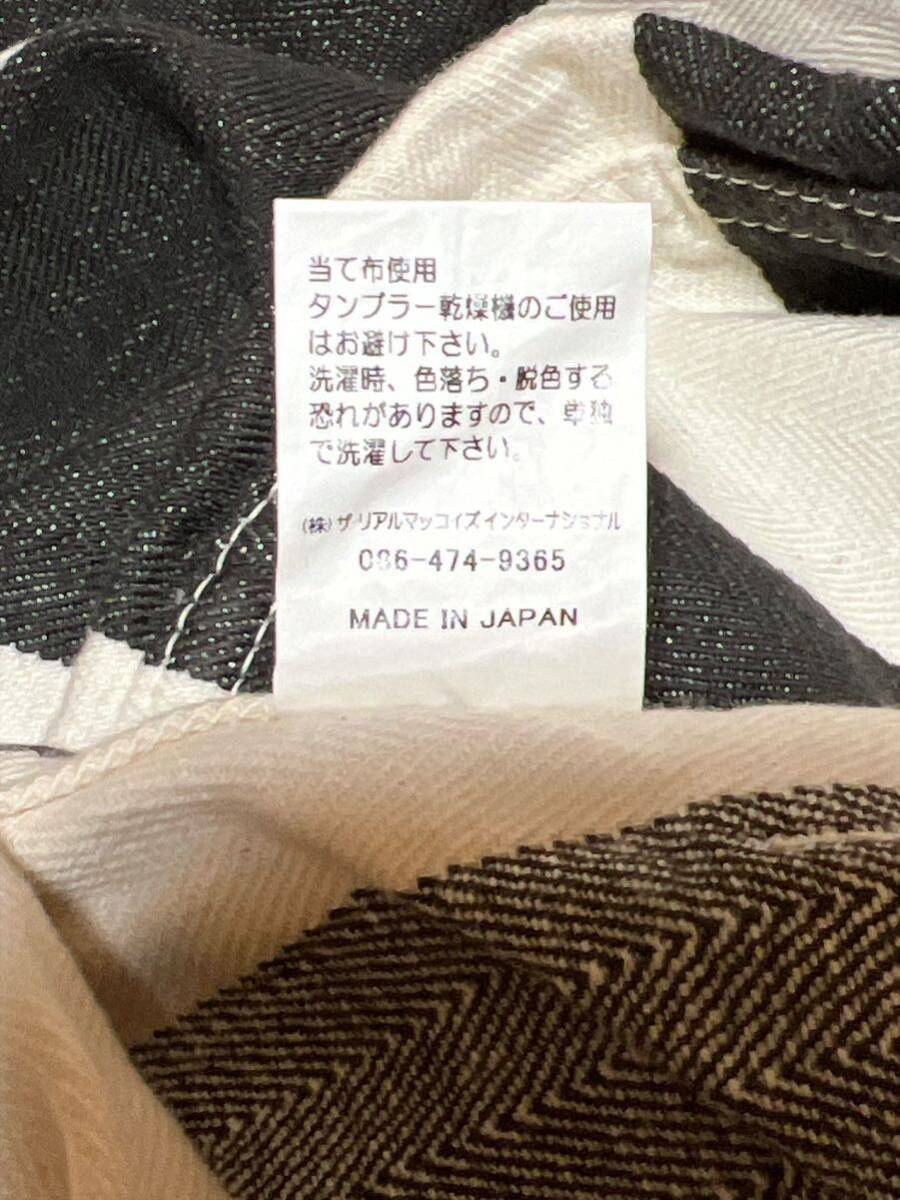 当て布使用
タンブラー乾燥機のご使用
はお避け下さい。
洗濯時、色落ち・脱色する
恐れがありますので、単独
で洗濯して下さい。
(株)ザ・リアルマッコイズインターナショナル
086-474-9365
MADE IN JAPAN